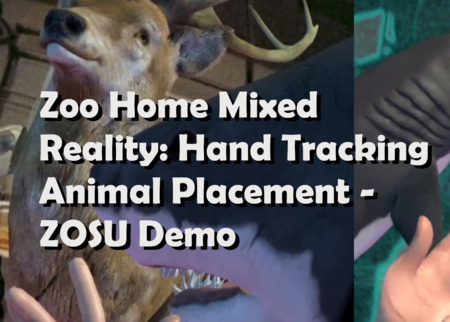 Zoo Home Mixed
Reality: Hand Tracking
Animal Placement -
ZOSU Demo